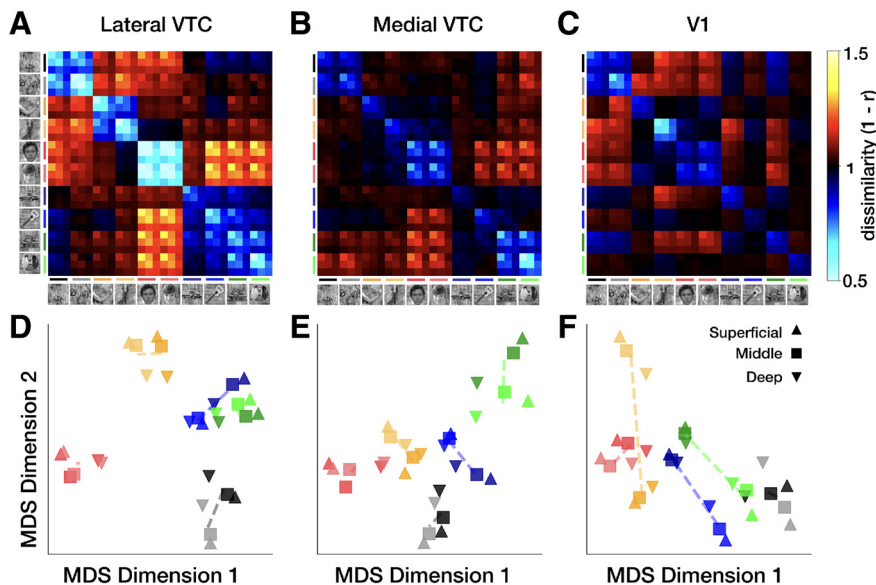 A Lateral VTC
B Medial VTC
C V1
1.5
1
0.5
dissimilarity (1 - r)
D
E
F
Superficial
Middle
Deep
MDS Dimension 2
MDS Dimension 1
MDS Dimension 1
MDS Dimension 1